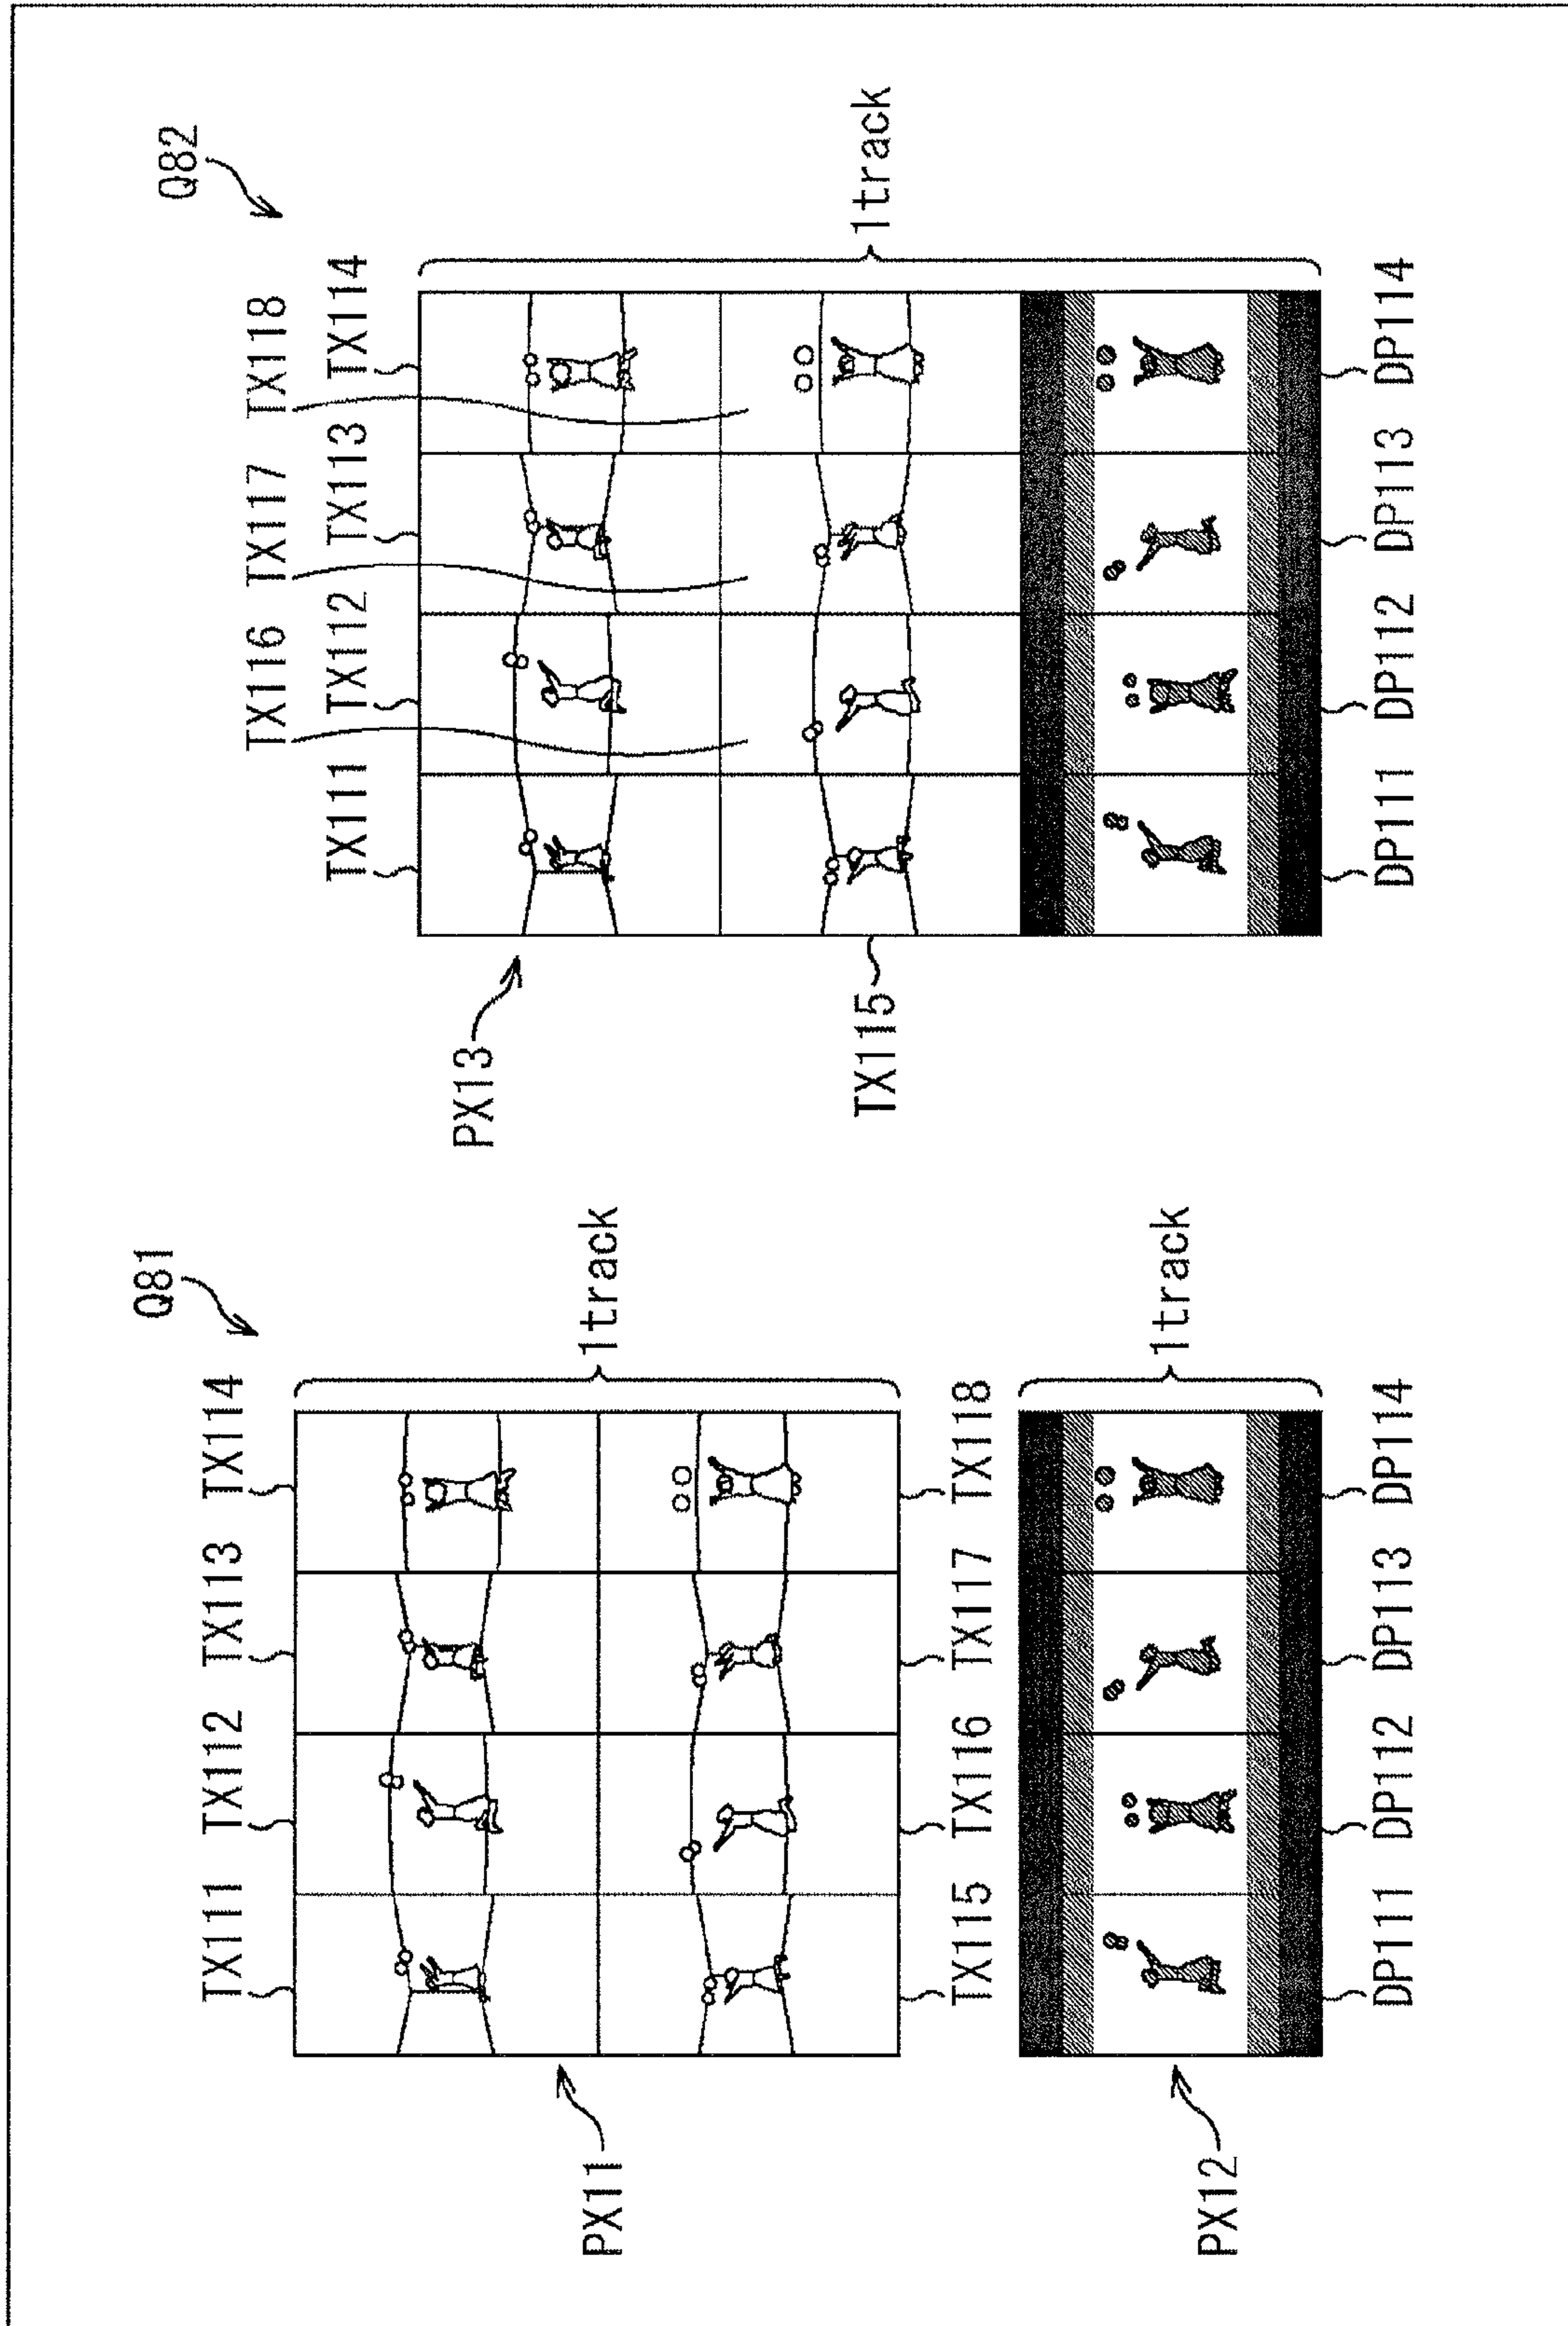 Q81
TX111 TX112 TX113 TX114
PX11
1track
TX115 TX116 TX117 TX118
PX12
1track
DP111 DP112 DP113 DP114
Q82
TX116 TX117 TX118
TX111 TX112 TX113 TX114
PX13
1track
TX115
DP111 DP112 DP113 DP114